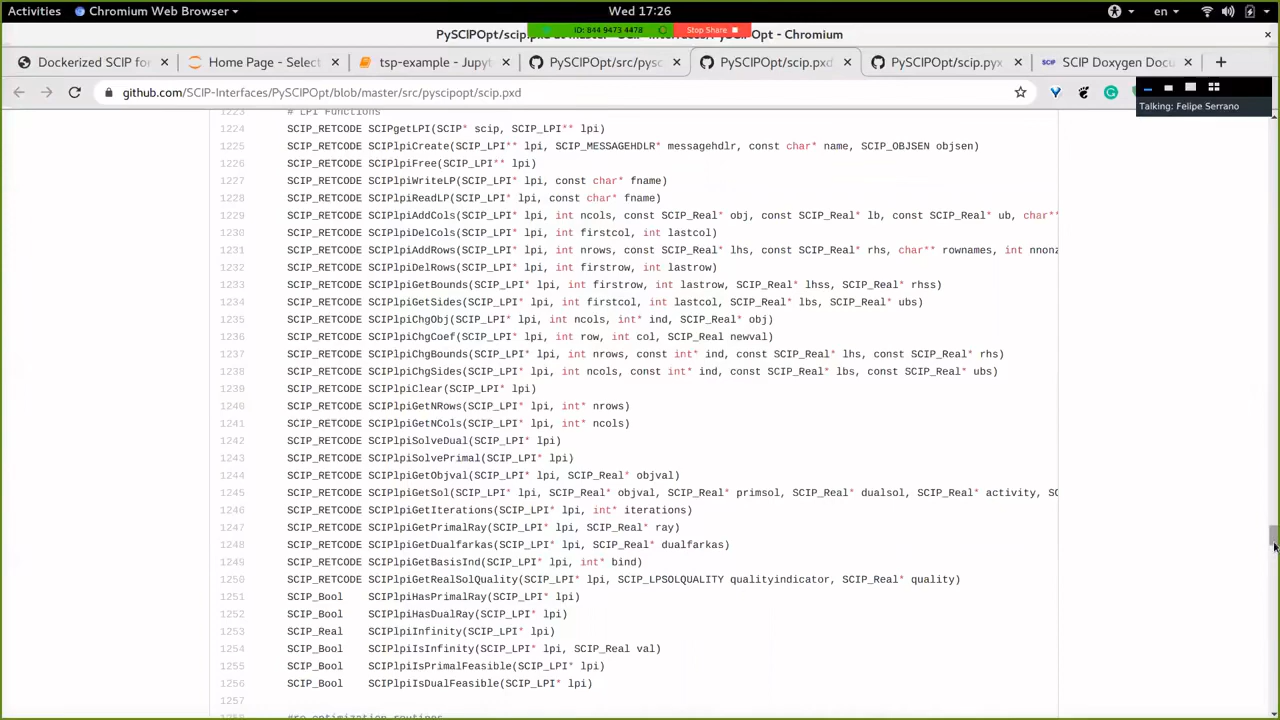 Activities Chromium Web Browser Wed 17:26 en
ID: 844 9473 4478 Stop Share
Opt - Chromium
Dockerized SCIP for Home Page - Select tsp-example - Jupyt PySCIPOpt/src/pysc PySCIPOpt/scip.pxd PySCIPOpt/scip.pyx SCIP Doxygen Docu
github.com/SCIP-Interfaces/PySCIPOpt/blob/master/src/pyscipopt/scip.pxd
Talking: Felipe Serrano
1223 # LPI Functions
1224 SCIP_RETCODE SCIPgetLPI(SCIP* scip, SCIP_LPI** lpi)
1225 SCIP_RETCODE SCIPlpiCreate(SCIP_LPI** lpi, SCIP_MESSAGEHDLR* messagehdlr, const char* name, SCIP_OBJSEN objsen)
1226 SCIP_RETCODE SCIPlpiFree(SCIP_LPI** lpi)
1227 SCIP_RETCODE SCIPlpiWriteLP(SCIP_LPI* lpi, const char* fname)
1228 SCIP_RETCODE SCIPlpiReadLP(SCIP_LPI* lpi, const char* fname)
1229 SCIP_RETCODE SCIPlpiAddCols(SCIP_LPI* lpi, int ncols, const SCIP_Real* obj, const SCIP_Real* lb, const SCIP_Real* ub, char**
1230 SCIP_RETCODE SCIPlpiDelCols(SCIP_LPI* lpi, int firstcol, int lastcol)
1231 SCIP_RETCODE SCIPlpiAddRows(SCIP_LPI* lpi, int nrows, const SCIP_Real* lhs, const SCIP_Real* rhs, char** rownames, int nnonz
1232 SCIP_RETCODE SCIPlpiDelRows(SCIP_LPI* lpi, int firstrow, int lastrow)
1233 SCIP_RETCODE SCIPlpiGetBounds(SCIP_LPI* lpi, int firstrow, int lastrow, SCIP_Real* lhss, SCIP_Real* rhss)
1234 SCIP_RETCODE SCIPlpiGetSides(SCIP_LPI* lpi, int firstcol, int lastcol, SCIP_Real* lbs, SCIP_Real* ubs)
1235 SCIP_RETCODE SCIPlpiChgObj(SCIP_LPI* lpi, int ncols, int* ind, SCIP_Real* obj)
1236 SCIP_RETCODE SCIPlpiChgCoef(SCIP_LPI* lpi, int row, int col, SCIP_Real newval)
1237 SCIP_RETCODE SCIPlpiChgBounds(SCIP_LPI* lpi, int nrows, const int* ind, const SCIP_Real* lhs, const SCIP_Real* rhs)
1238 SCIP_RETCODE SCIPlpiChgSides(SCIP_LPI* lpi, int ncols, const int* ind, const SCIP_Real* lbs, const SCIP_Real* ubs)
1239 SCIP_RETCODE SCIPlpiClear(SCIP_LPI* lpi)
1240 SCIP_RETCODE SCIPlpiGetNRows(SCIP_LPI* lpi, int* nrows)
1241 SCIP_RETCODE SCIPlpiGetNCols(SCIP_LPI* lpi, int* ncols)
1242 SCIP_RETCODE SCIPlpiSolveDual(SCIP_LPI* lpi)
1243 SCIP_RETCODE SCIPlpiSolvePrimal(SCIP_LPI* lpi)
1244 SCIP_RETCODE SCIPlpiGetObjval(SCIP_LPI* lpi, SCIP_Real* objval)
1245 SCIP_RETCODE SCIPlpiGetSol(SCIP_LPI* lpi, SCIP_Real* objval, SCIP_Real* primsol, SCIP_Real* dualsol, SCIP_Real* activity, SC
1246 SCIP_RETCODE SCIPlpiGetIterations(SCIP_LPI* lpi, int* iterations)
1247 SCIP_RETCODE SCIPlpiGetPrimalRay(SCIP_LPI* lpi, SCIP_Real* ray)
1248 SCIP_RETCODE SCIPlpiGetDualfarkas(SCIP_LPI* lpi, SCIP_Real* dualfarkas)
1249 SCIP_RETCODE SCIPlpiGetBasisInd(SCIP_LPI* lpi, int* bind)
1250 SCIP_RETCODE SCIPlpiGetRealSolQuality(SCIP_LPI* lpi, SCIP_LPSOLQUALITY qualityindicator, SCIP_Real* quality)
1251 SCIP_Bool SCIPlpiHasPrimalRay(SCIP_LPI* lpi)
1252 SCIP_Bool SCIPlpiHasDualRay(SCIP_LPI* lpi)
1253 SCIP_Real SCIPlpiInfinity(SCIP_LPI* lpi)
1254 SCIP_Bool SCIPlpiIsInfinity(SCIP_LPI* lpi, SCIP_Real val)
1255 SCIP_Bool SCIPlpiIsPrimalFeasible(SCIP_LPI* lpi)
1256 SCIP_Bool SCIPlpiIsDualFeasible(SCIP_LPI* lpi)
1257
1258 #re-optimization routines